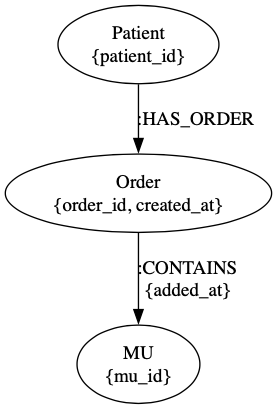 Patient
{patient_id}
:HAS_ORDER
Order
{order_id, created_at}
:CONTAINS
{added_at}
MU
{mu_id}